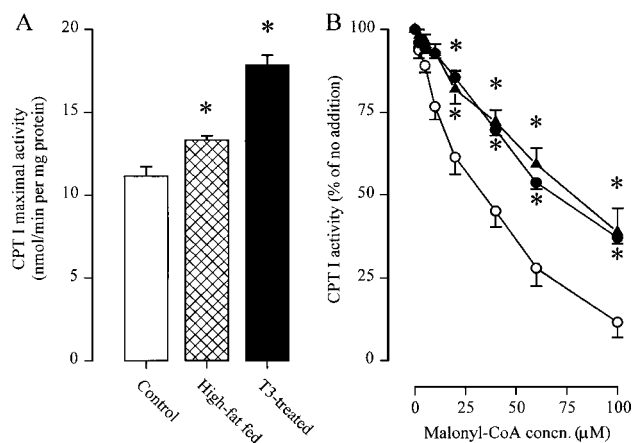 A
B
CPT I maximal activity
(nmol/min per mg protein)
20
15
10
5
0
*
*
Control
High-fat fed
T3-treated
CPT I activity (% of no addition)
100
75
50
25
0
*
*
*
*
*
*
*
*
0
25
50
75
100
Malonyl-CoA concn. (μM)